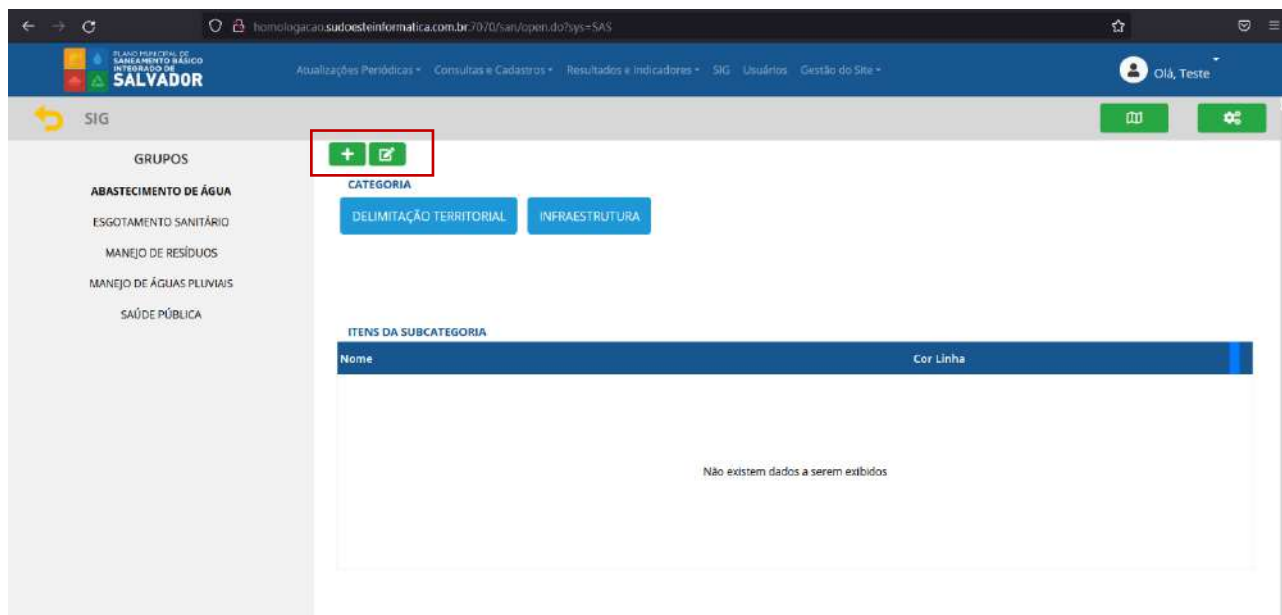 homologacao.sudoesteinformatica.com.br:7070/san/open.do?sys=SAS
PLANO MUNICIPAL DE
SANEAMENTO BÁSICO
INTEGRADO DE
SALVADOR
Atualizações Periódicas Consultas e Cadastros Resultados e Indicadores SIG Usuários Gestão do Site
Olá, Teste
SIG
GRUPOS
ABASTECIMENTO DE ÁGUA
ESGOTAMENTO SANITÁRIO
MANEJO DE RESÍDUOS
MANEJO DE ÁGUAS PLUVIAIS
SAÚDE PÚBLICA
CATEGORIA
DELIMITAÇÃO TERRITORIAL INFRAESTRUTURA
ITENS DA SUBCATEGORIA
Nome Cor Linha
Não existem dados a serem exibidos